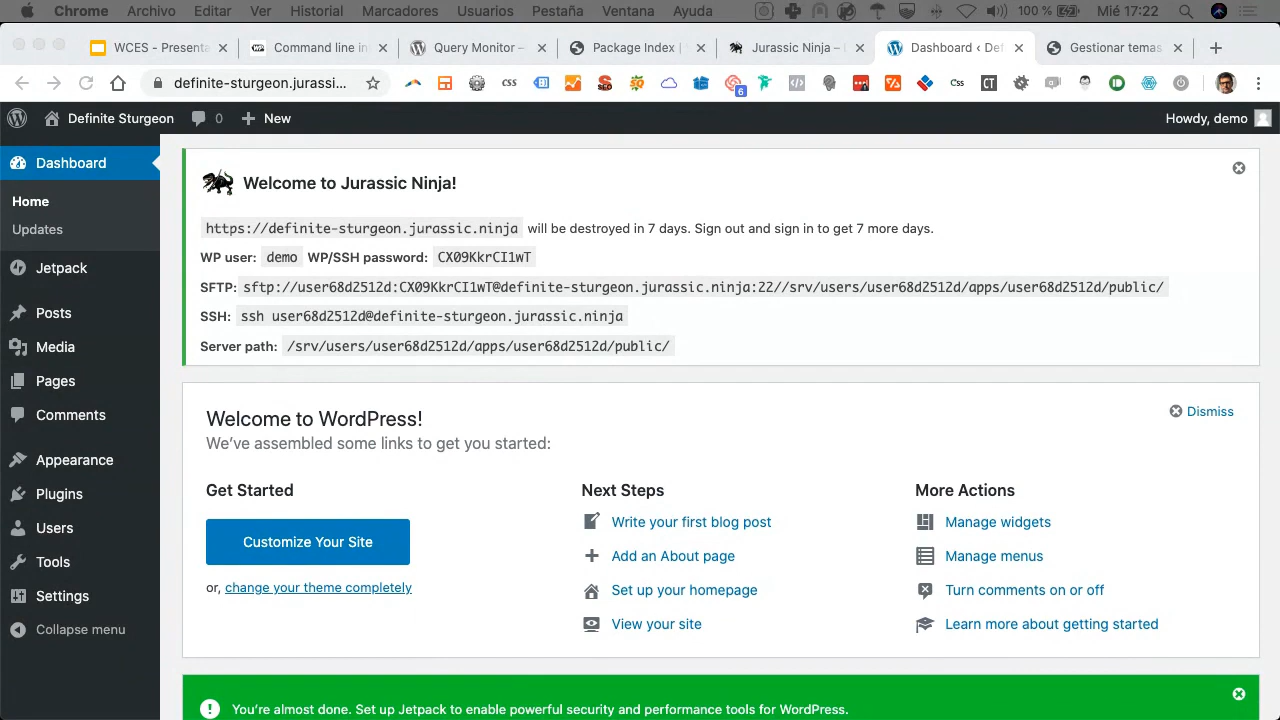 Chrome Archivo Editar Ver Historial Marcadores Usuarios Pestaña Ventana Ayuda 100 % Mié 17:22
WCES - Presenta Command line in Query Monitor – Package Index | Jurassic Ninja – Dashboard ‹ Def Gestionar temas
definite-sturgeon.jurassi... CSS SEO 6 Css CT
Definite Sturgeon 0 New Howdy, demo
Dashboard
Home
Updates
Jetpack
Posts
Media
Pages
Comments
Appearance
Plugins
Users
Tools
Settings
Collapse menu
Welcome to Jurassic Ninja!
https://definite-sturgeon.jurassic.ninja will be destroyed in 7 days. Sign out and sign in to get 7 more days.
WP user: demo WP/SSH password: CX09KkrCI1wT
SFTP: sftp://user68d2512d:CX09KkrCI1wT@definite-sturgeon.jurassic.ninja:22//srv/users/user68d2512d/apps/user68d2512d/public/
SSH: ssh user68d2512d@definite-sturgeon.jurassic.ninja
Server path: /srv/users/user68d2512d/apps/user68d2512d/public/
Welcome to WordPress!
Dismiss
We've assembled some links to get you started:
Get Started
Customize Your Site
or, change your theme completely
Next Steps
Write your first blog post
Add an About page
Set up your homepage
View your site
More Actions
Manage widgets
Manage menus
Turn comments on or off
Learn more about getting started
You're almost done. Set up Jetpack to enable powerful security and performance tools for WordPress.